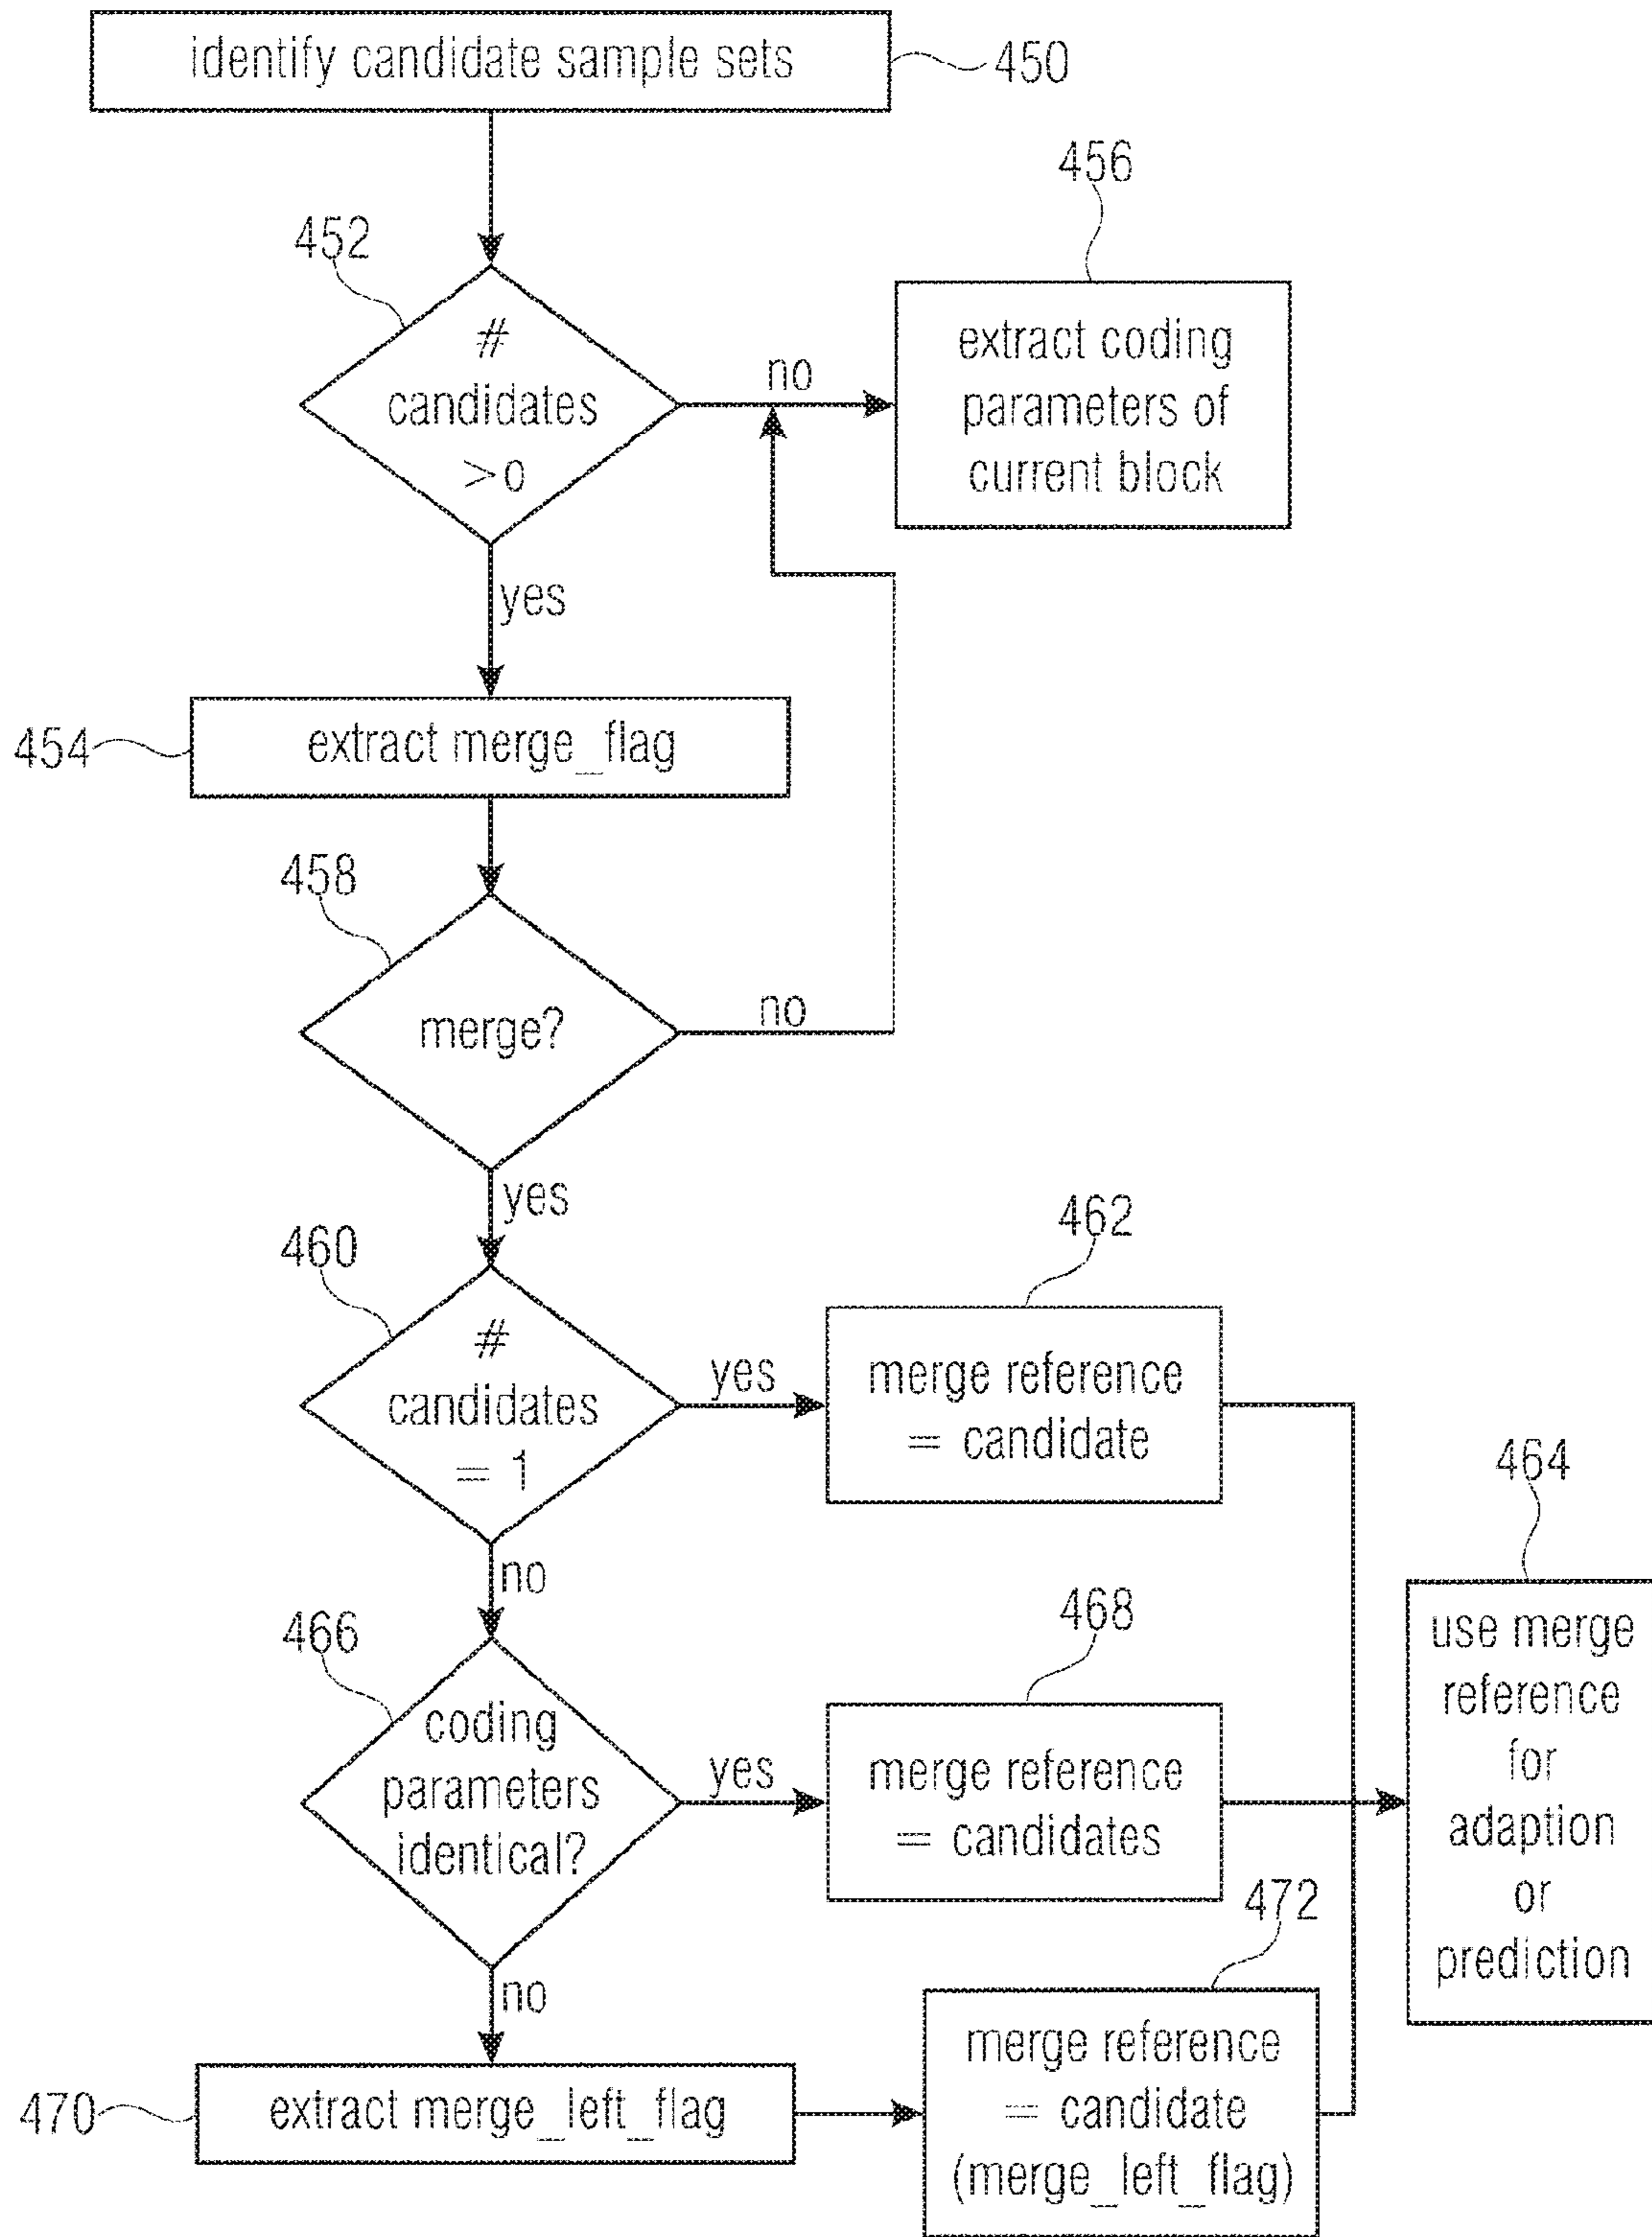 identify candidate sample sets
450
456
452
#
candidates
>0
no
extract coding
parameters of
current block
yes
454
extract merge_flag
458
merge?
no
yes
460
#
candidates
= 1
yes
462
merge reference
= candidate
464
use merge
reference
for
adaption
or
prediction
no
466
coding
parameters
identical?
yes
468
merge reference
= candidates
no
470
extract merge_left_flag
472
merge reference
= candidate
(merge_left_flag)